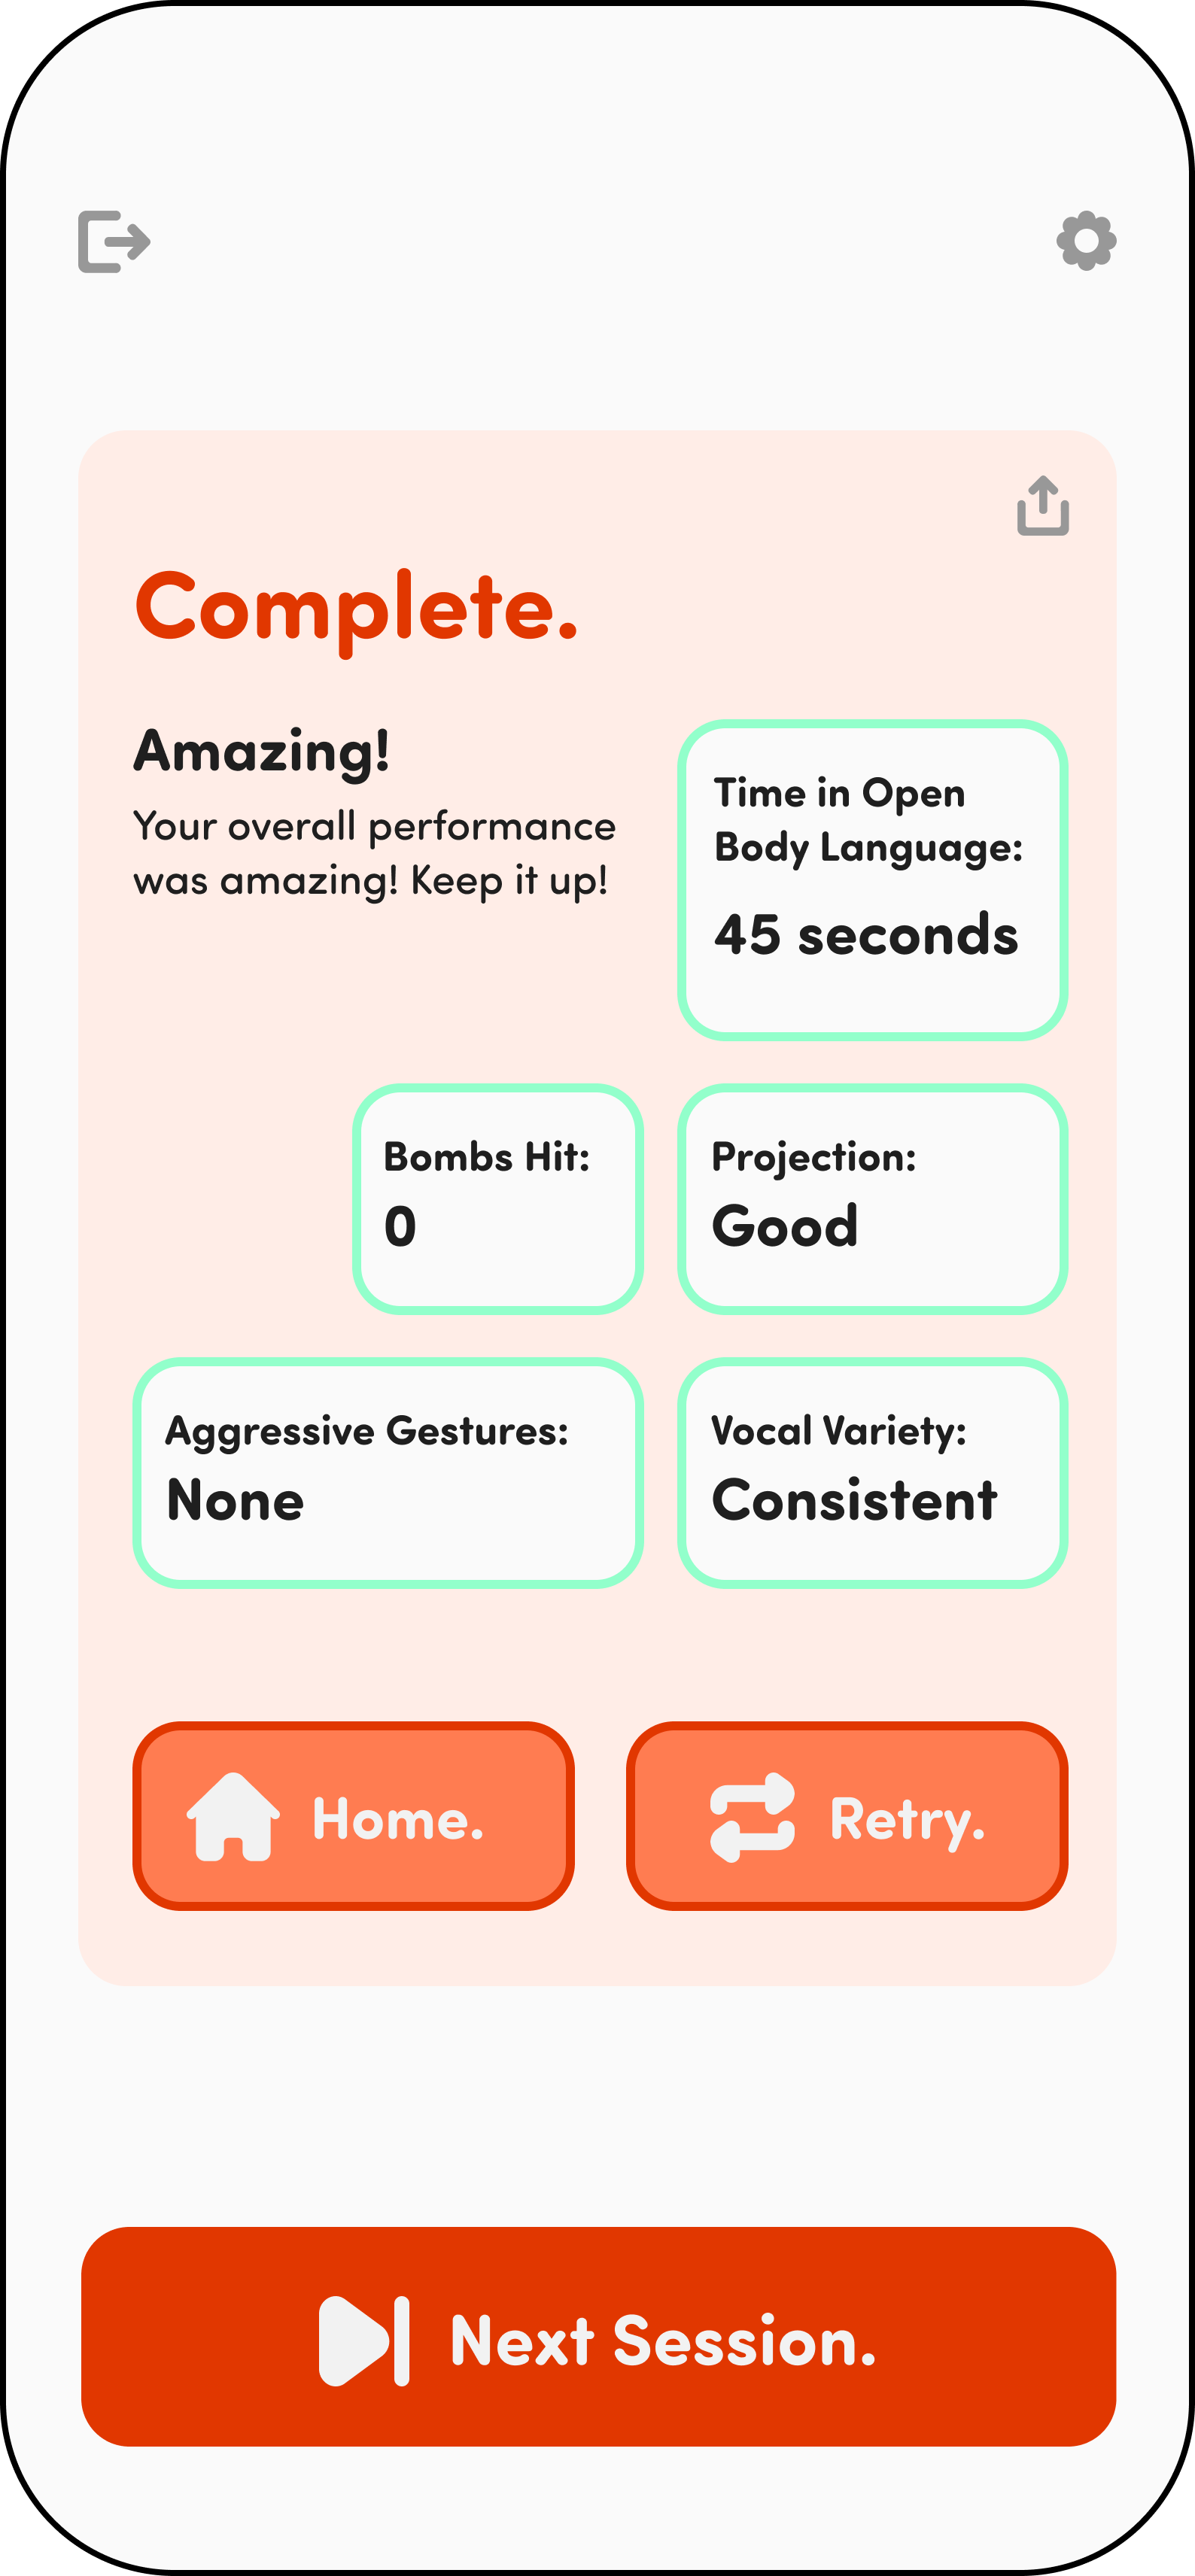 Complete.
Amazing!
Your overall performance
was amazing! Keep it up!
Time in Open
Body Language:
45 seconds
Bombs Hit:
0
Projection:
Good
Aggressive Gestures:
None
Vocal Variety:
Consistent
Home.
Retry.
Next Session.